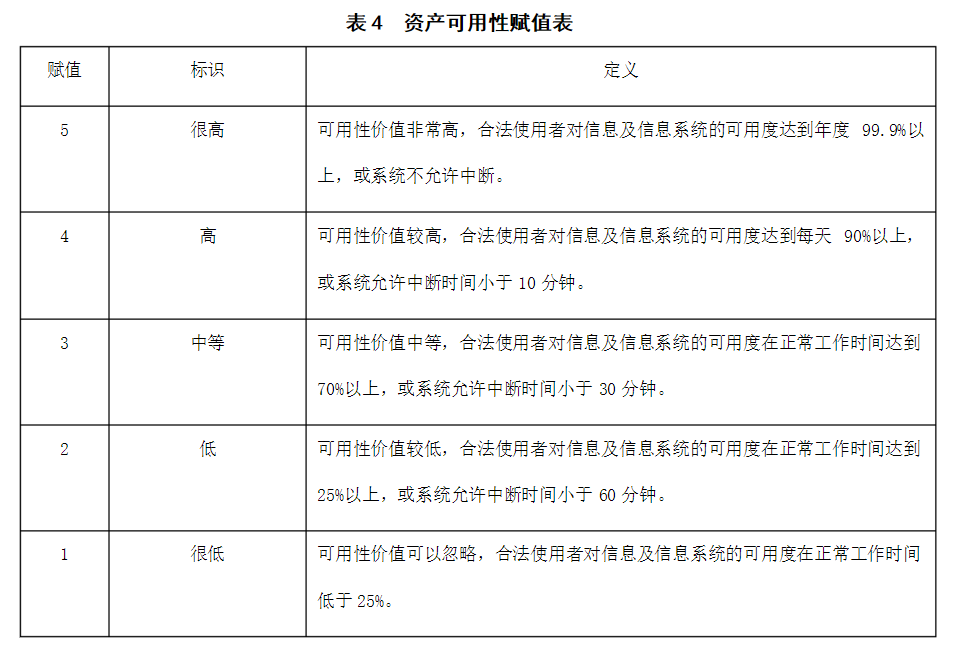 表 4 资产可用性赋值表
赋值 标识 定义
5 很高 可用性价值非常高，合法使用者对信息及信息系统的可用度达到年度 99.9%以
上，或系统不允许中断。
4 高 可用性价值较高，合法使用者对信息及信息系统的可用度达到每天 90%以上，
或系统允许中断时间小于 10 分钟。
3 中等 可用性价值中等，合法使用者对信息及信息系统的可用度在正常工作时间达到
70%以上，或系统允许中断时间小于 30 分钟。
2 低 可用性价值较低，合法使用者对信息及信息系统的可用度在正常工作时间达到
25%以上，或系统允许中断时间小于 60 分钟。
1 很低 可用性价值可以忽略，合法使用者对信息及信息系统的可用度在正常工作时间
低于 25%。